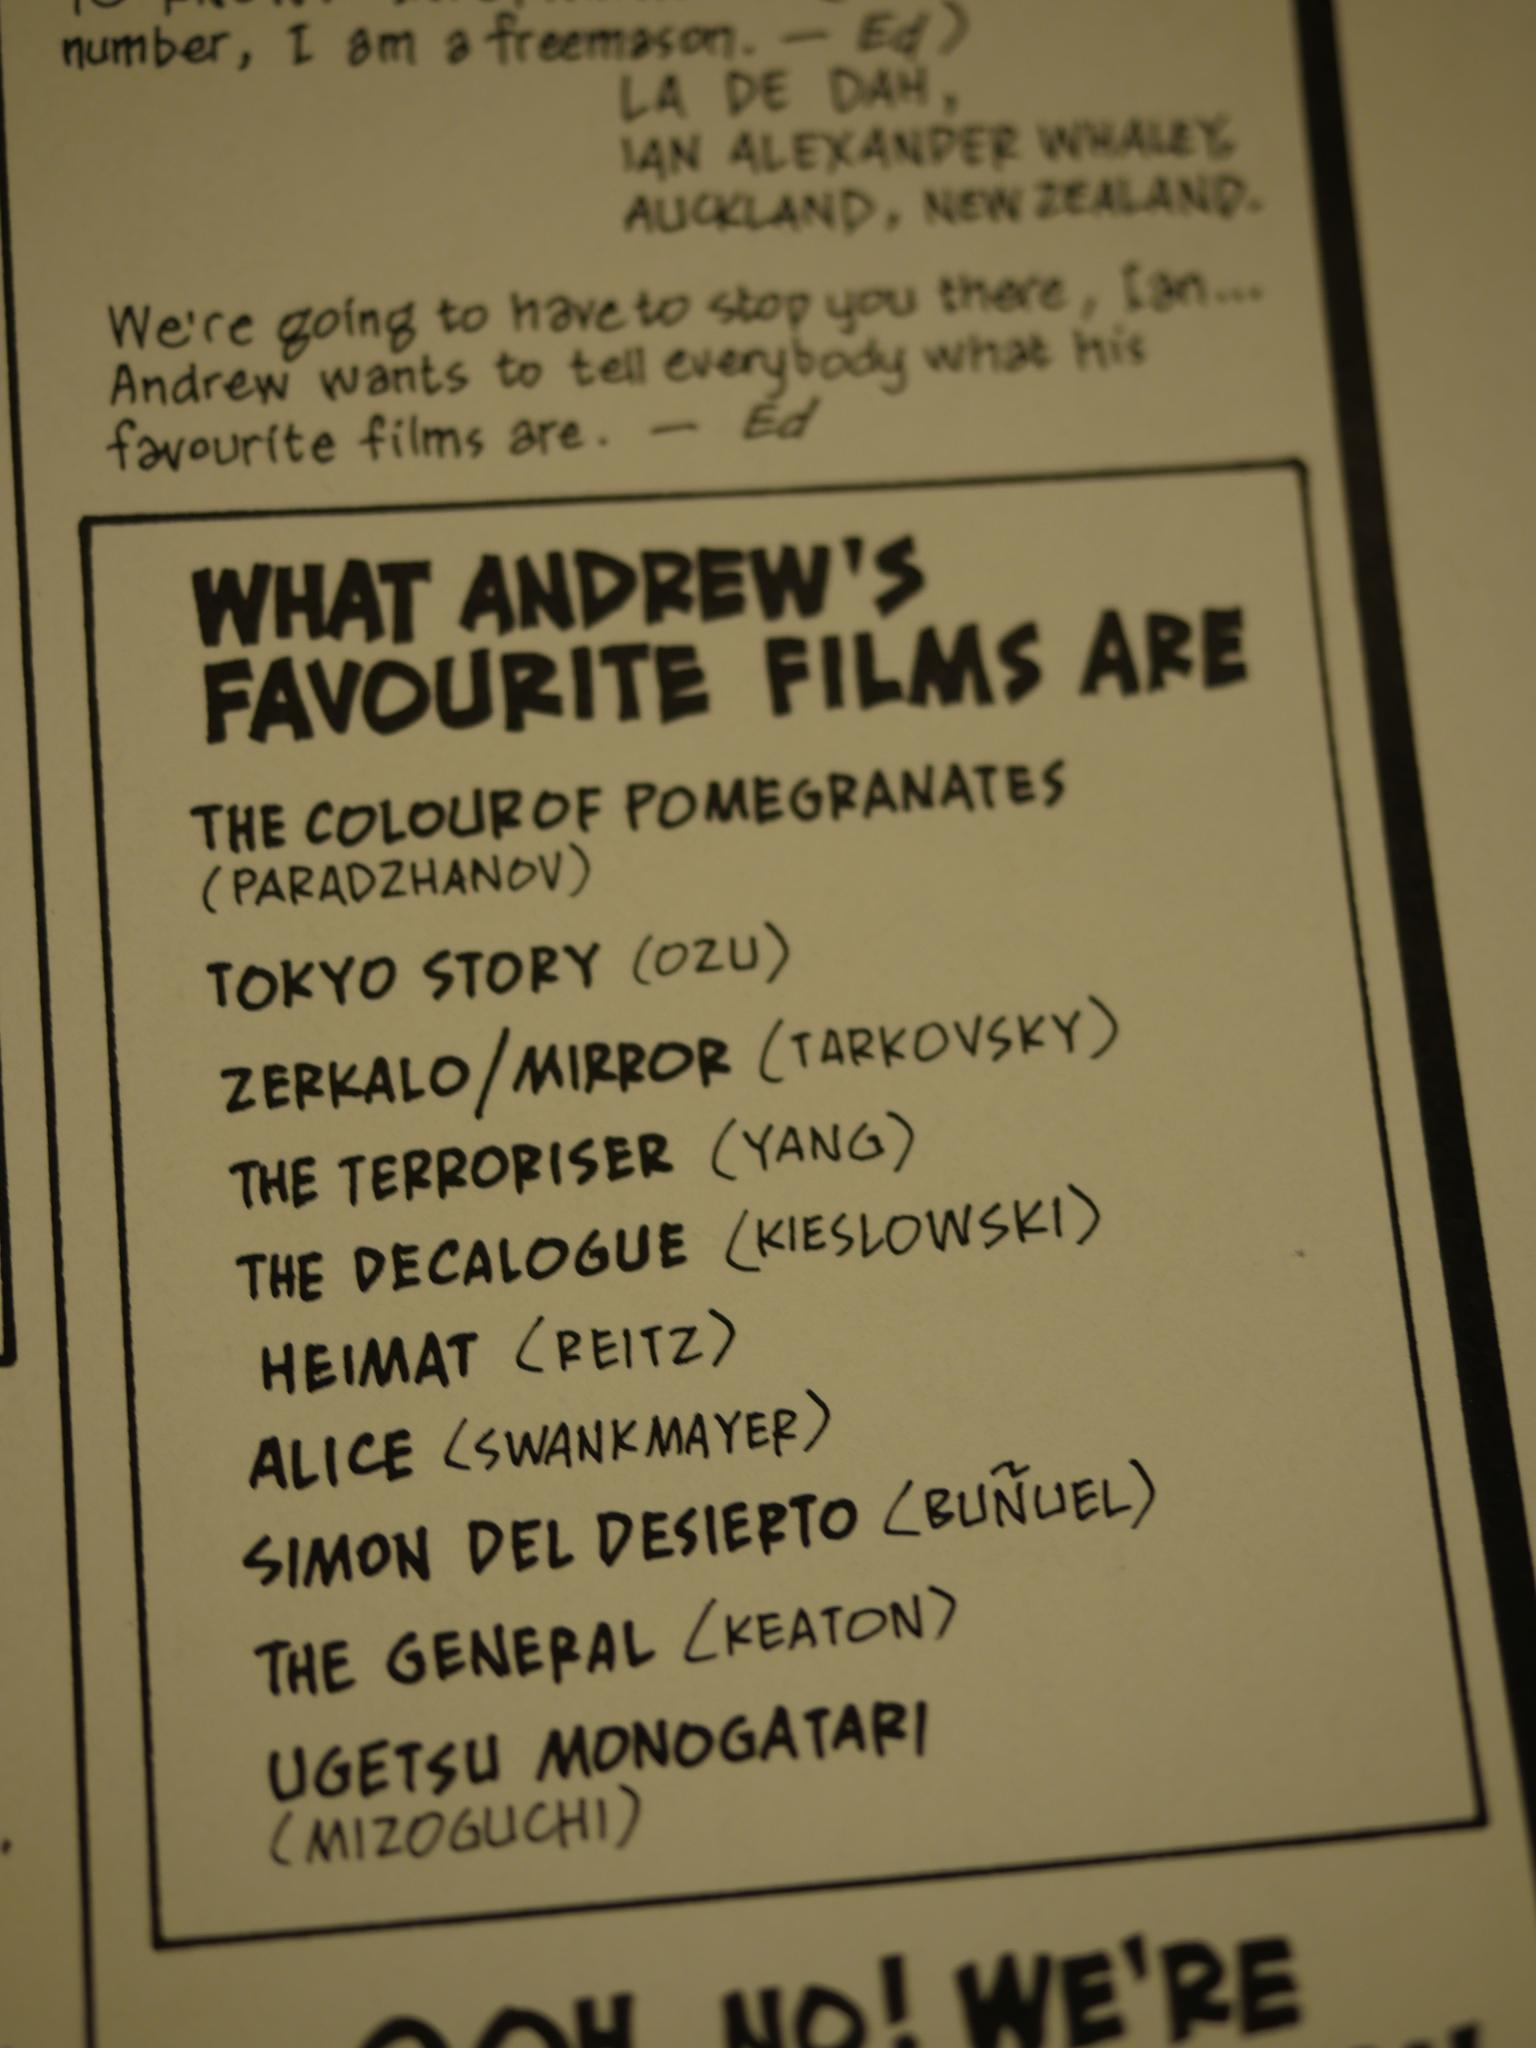 number, I am a freemason. — Ed)
LA DE DAH,
IAN ALEXANDER WHALEY,
AUCKLAND, NEW ZEALAND.
We're going to have to stop you there, Ian...
Andrew wants to tell everybody what his
favourite films are. — Ed
WHAT ANDREW'S
FAVOURITE FILMS ARE
THE COLOUR OF POMEGRANATES
(PARADZHANOV)
TOKYO STORY (OZU)
ZERKALO/MIRROR (TARKOVSKY)
THE TERRORISER (YANG)
THE DECALOGUE (KIESLOWSKI)
HEIMAT (REITZ)
ALICE (SWANKMAYER)
SIMON DEL DESIERTO (BUÑUEL)
THE GENERAL (KEATON)
UGETSU MONOGATARI
(MIZOGUCHI)
OOH NO! WE'RE